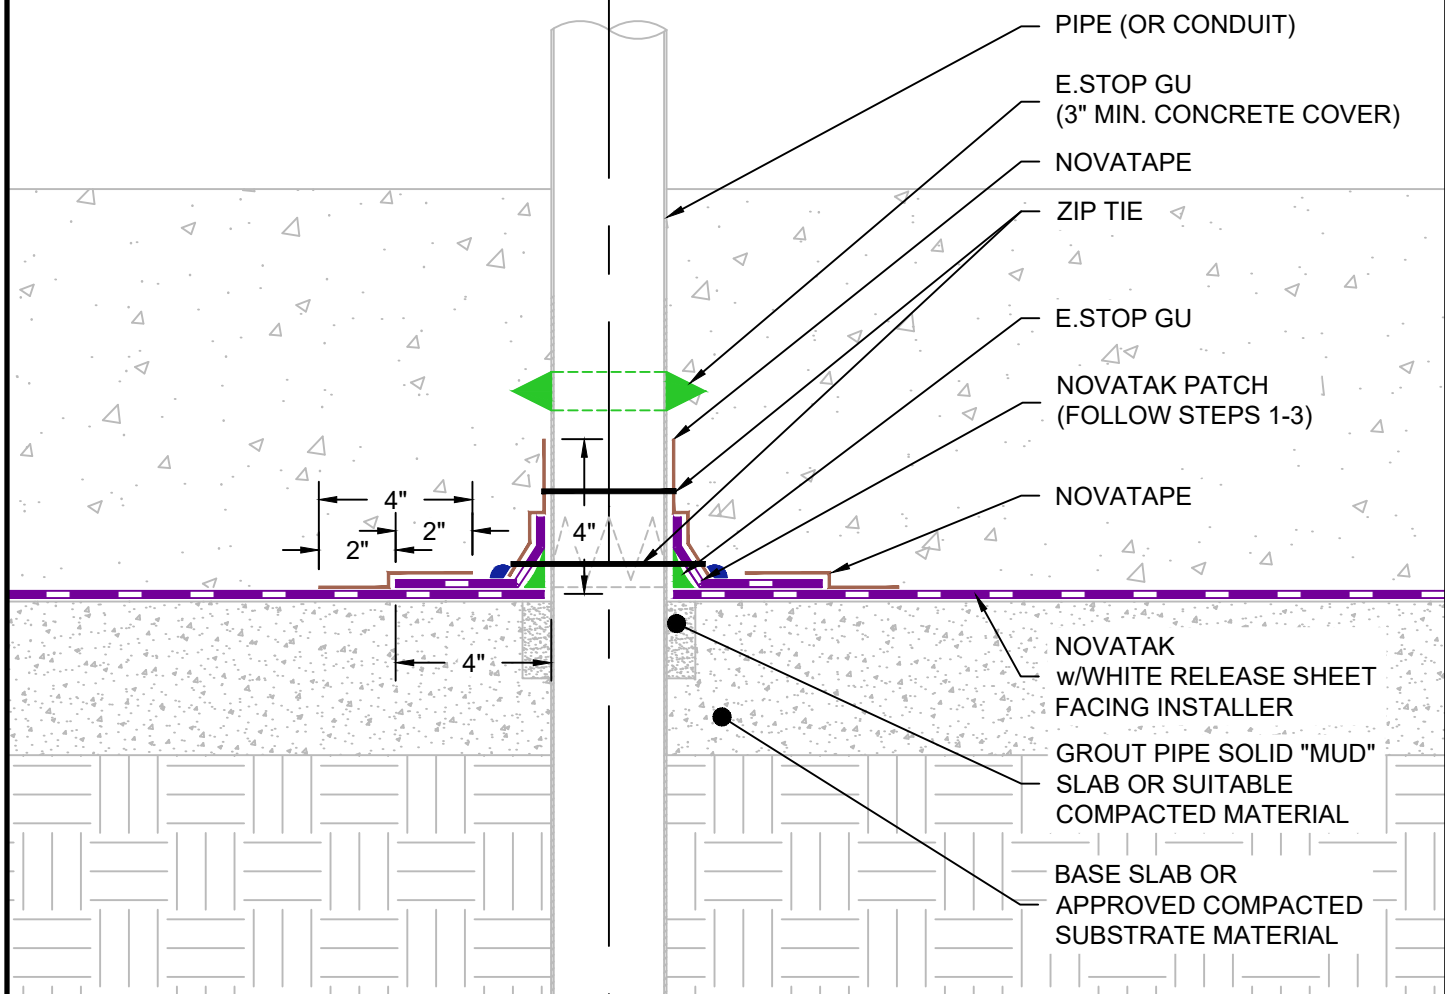 PIPE (OR CONDUIT)
E.STOP GU
(3" MIN. CONCRETE COVER)
NOVATAPE
ZIP TIE
E.STOP GU
NOVATAK PATCH
(FOLLOW STEPS 1-3)
NOVATAPE
4"
2"
2"
4"
4"
NOVATAK
w/WHITE RELEASE SHEET
FACING INSTALLER
GROUT PIPE SOLID "MUD"
SLAB OR SUITABLE
COMPACTED MATERIAL
BASE SLAB OR
APPROVED COMPACTED
SUBSTRATE MATERIAL